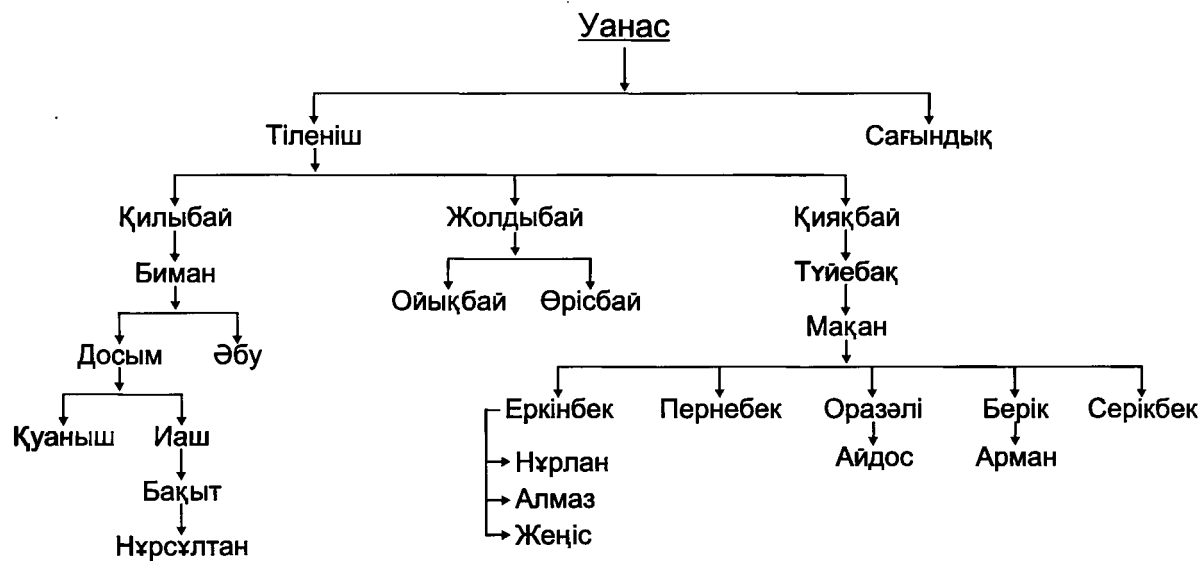 Уанас
Тіленіш Сағындық
Қилыбай Жолдыбай Қияқбай
Биман Түйебақ
Ойықбай Өрісбай
Мақан
Досым Әбу
Еркінбек Пернебек Оразәлі Берік Серікбек
Қуаныш Иаш
Нұрлан Айдос Арман
Бақыт Алмаз
Жеңіс
Нұрсұлтан